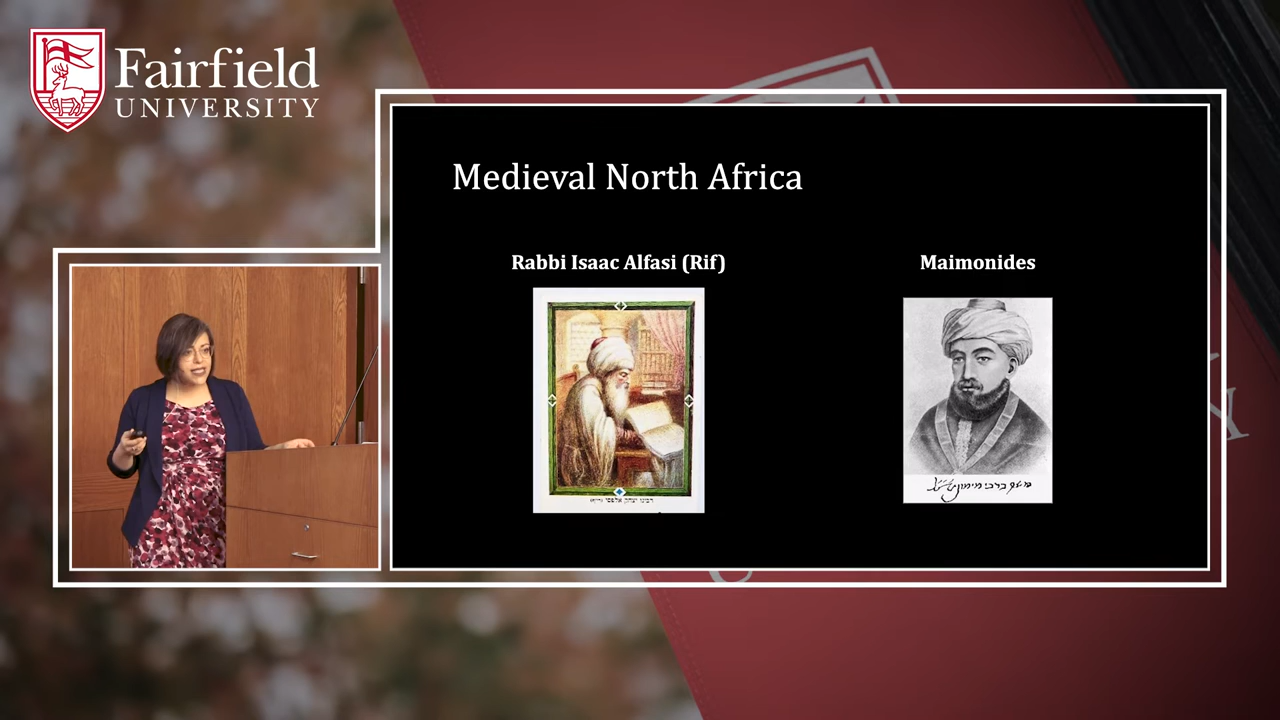 Fairfield
UNIVERSITY
Medieval North Africa
Rabbi Isaac Alfasi (Rif)
Maimonides